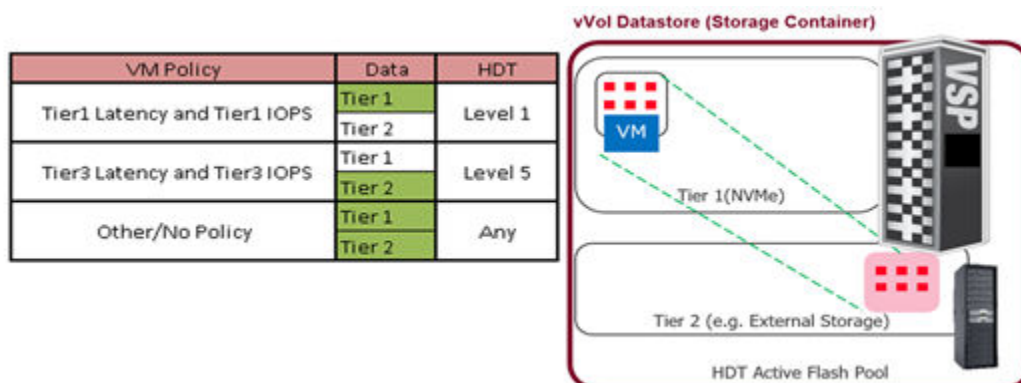 vVol Datastore (Storage Container)
VM Policy Data HDT
Tier1 Latency and Tier1 IOPS Tier 1 Level 1
Tier 2
Tier3 Latency and Tier3 IOPS Tier 1 Level 5
Tier 2
Other/No Policy Tier 1 Any
Tier 2
VM
VSP
Tier 1(NVMe)
Tier 2 (e.g. External Storage)
HDT Active Flash Pool